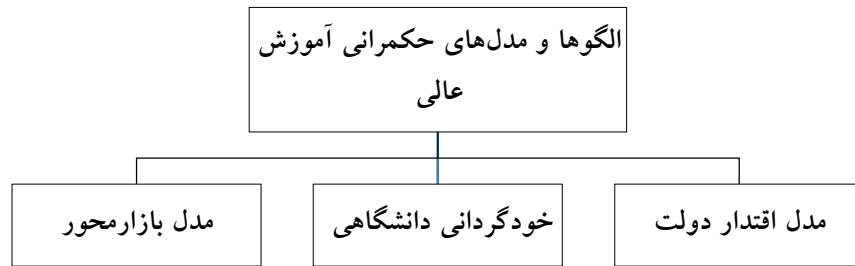 الگوها و مدل‌های حکمرانی آموزش
عالی
مدل اقتدار دولت
خودگردانی دانشگاهی
مدل بازارمحور